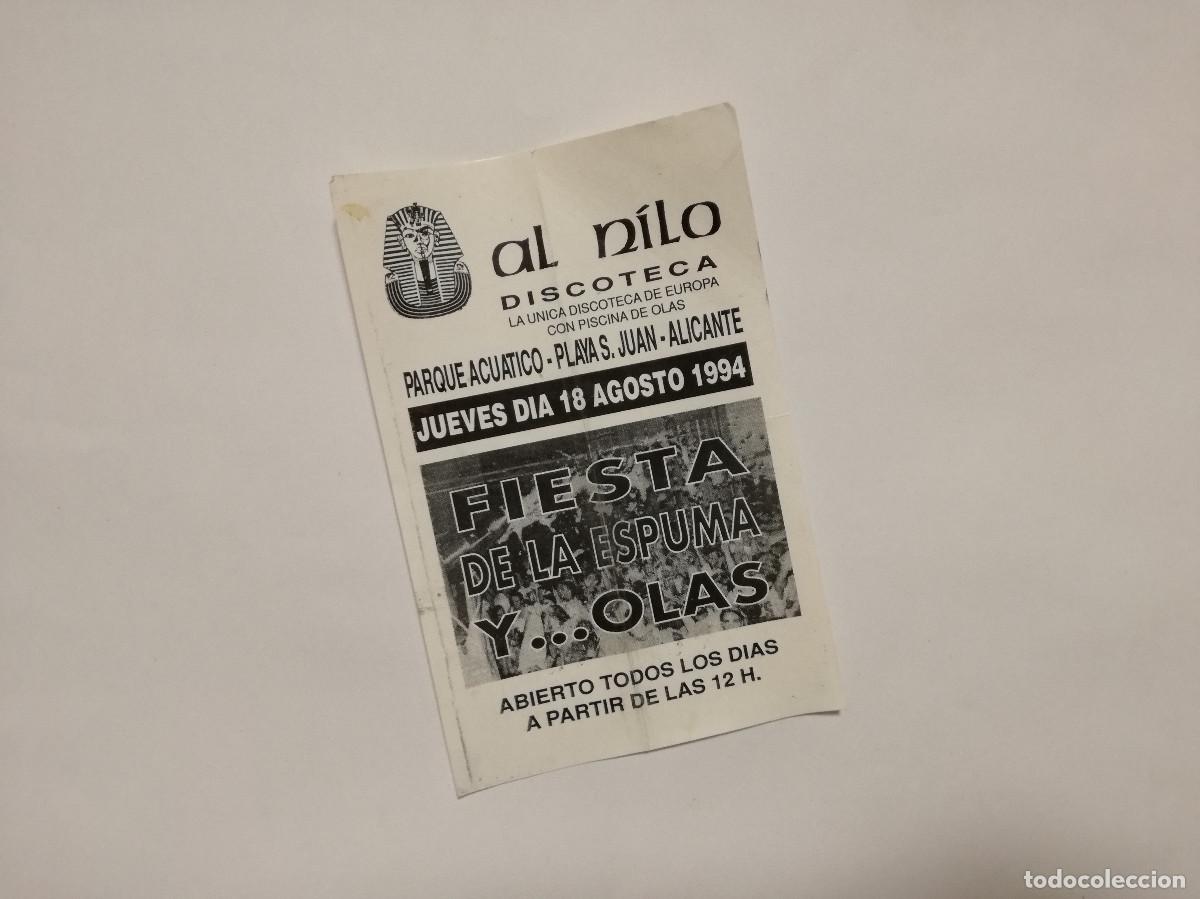 al nílo
DISCOTECA
LA UNICA DISCOTECA DE EUROPA
CON PISCINA DE OLAS
PARQUE ACUATICO - PLAYA S. JUAN - ALICANTE
JUEVES DIA 18 AGOSTO 1994
FIESTA
DE LA ESPUMA
Y...OLAS
ABIERTO TODOS LOS DIAS
A PARTIR DE LAS 12 H.
todocoleccion